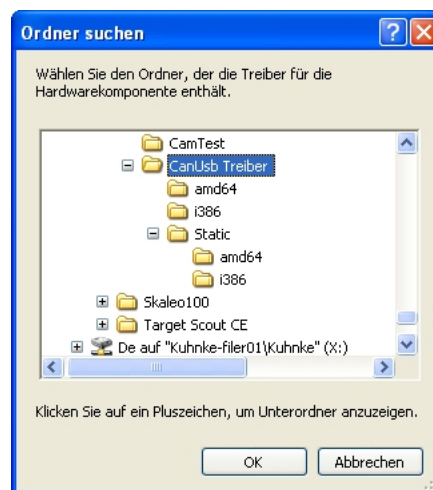 Ordner suchen
Wählen Sie den Ordner, der die Treiber für die
Hardwarekomponente enthält.
CamTest
CanUsb Treiber
amd64
i386
Static
amd64
i386
Skaleo100
Target Scout CE
De auf "Kuhnke-filer01\Kuhnke" (X:)
Klicken Sie auf ein Pluszeichen, um Unterordner anzuzeigen.
OK
Abbrechen